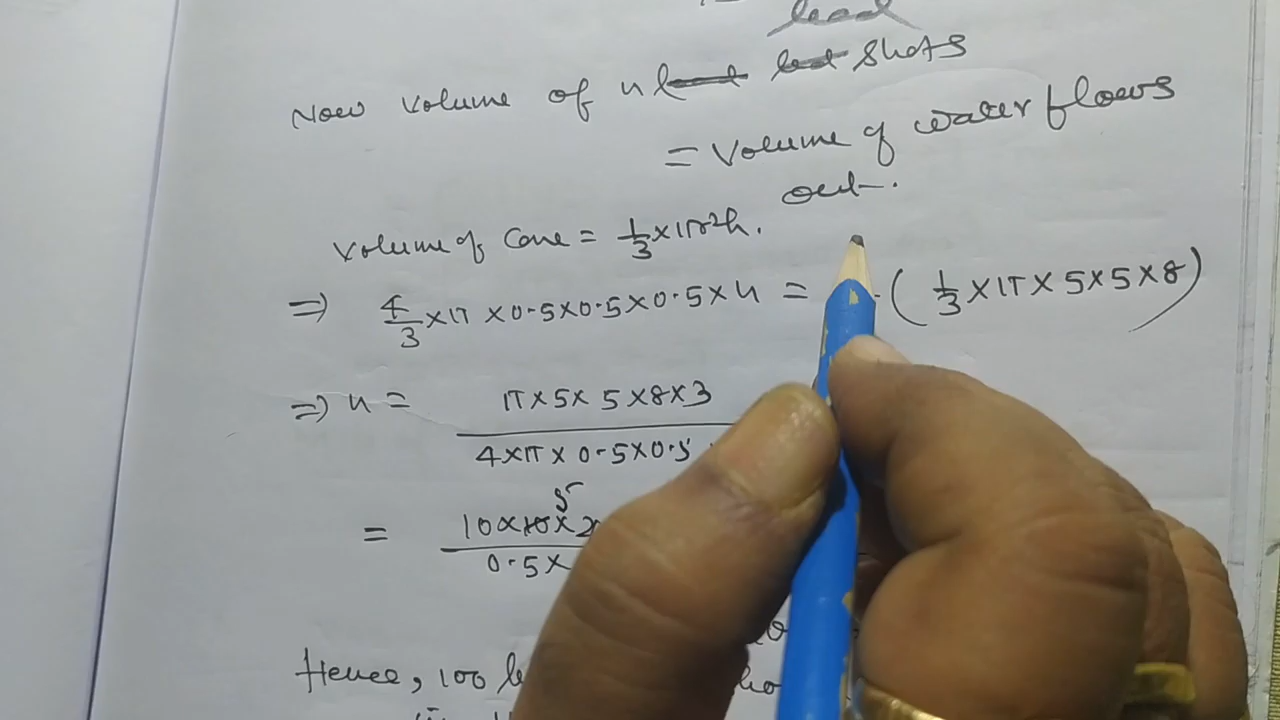 lead
Now volume of n shots
= Volume of water flows
out.
Volume of Cone = 1/3 × πr²h.
⇒ 4/3 × π × 0.5 × 0.5 × 0.5 × n = ( 1/3 × π × 5 × 5 × 8 )
⇒ n = π × 5 × 5 × 8 × 3 / 4 × π × 0.5 × 0.5
= 10 × 10 × 5 / 0.5 ×
Hence, 100